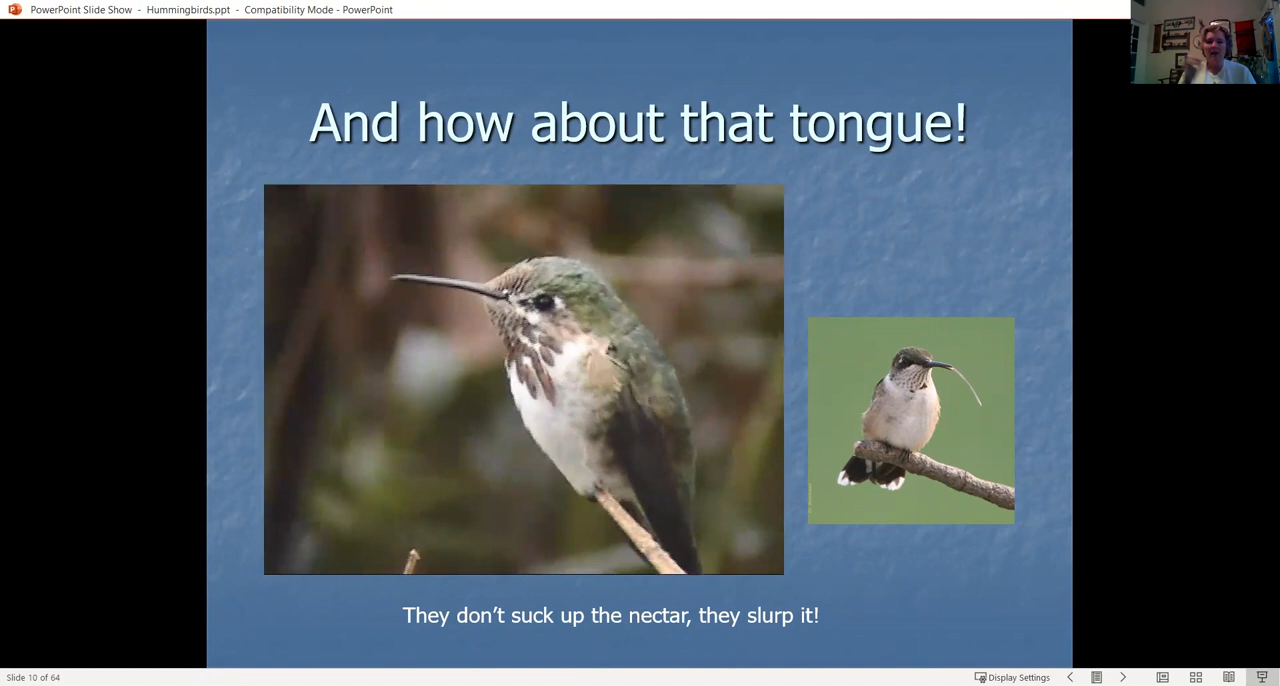 PowerPoint Slide Show - Hummingbirds.ppt - Compatibility Mode - PowerPoint
And how about that tongue!
They don’t suck up the nectar, they slurp it!
Slide 10 of 64
Display Settings